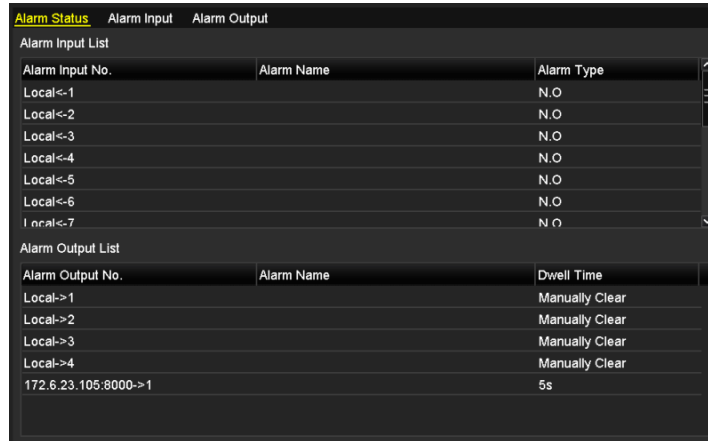 Alarm Status Alarm Input Alarm Output
Alarm Input List
Alarm Input No. Alarm Name Alarm Type
Local<-1 N.O
Local<-2 N.O
Local<-3 N.O
Local<-4 N.O
Local<-5 N.O
Local<-6 N.O
Local<-7 N.O
Alarm Output List
Alarm Output No. Alarm Name Dwell Time
Local->1 Manually Clear
Local->2 Manually Clear
Local->3 Manually Clear
Local->4 Manually Clear
172.6.23.105:8000->1 5s